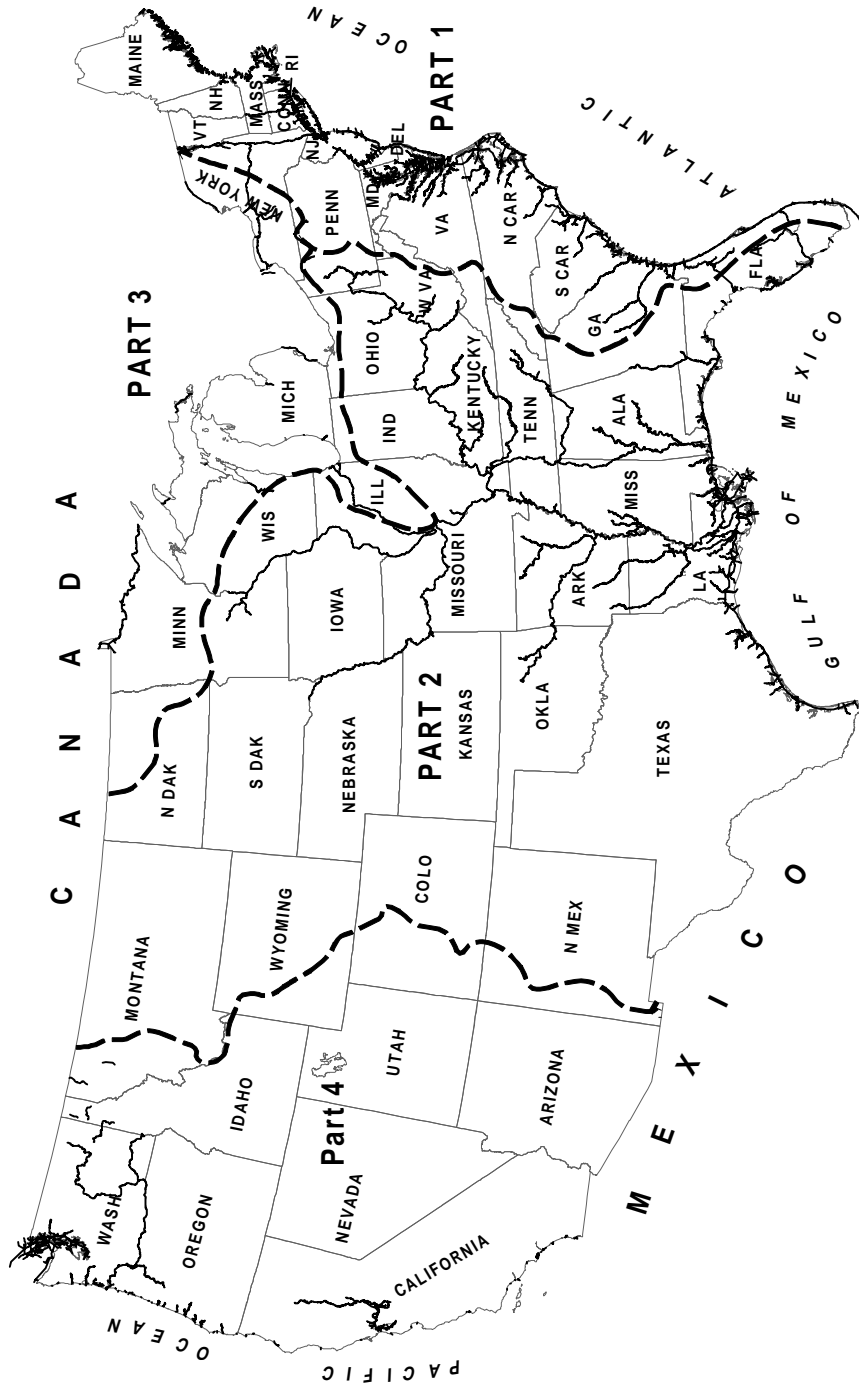 C A N A D A
PART 3
WASH
MONTANA
N DAK
MINN
MAINE
VT
NH
MASS
CONN
RI
NEW YORK
OREGON
IDAHO
WYOMING
S DAK
WIS
MICH
PENN
NJ
IOWA
ILL
IND
OHIO
MD
DEL
NEBRASKA
NEVADA
Part 4
UTAH
COLO
PART 2
KANSAS
MISSOURI
KENTUCKY
W VA
VA
PART 1
CALIFORNIA
ARIZONA
N MEX
OKLA
ARK
TENN
N CAR
S CAR
TEXAS
LA
MISS
ALA
GA
FLA
PACIFIC
OCEAN
ATLANTIC
OCEAN
MEXICO
GULF OF MEXICO